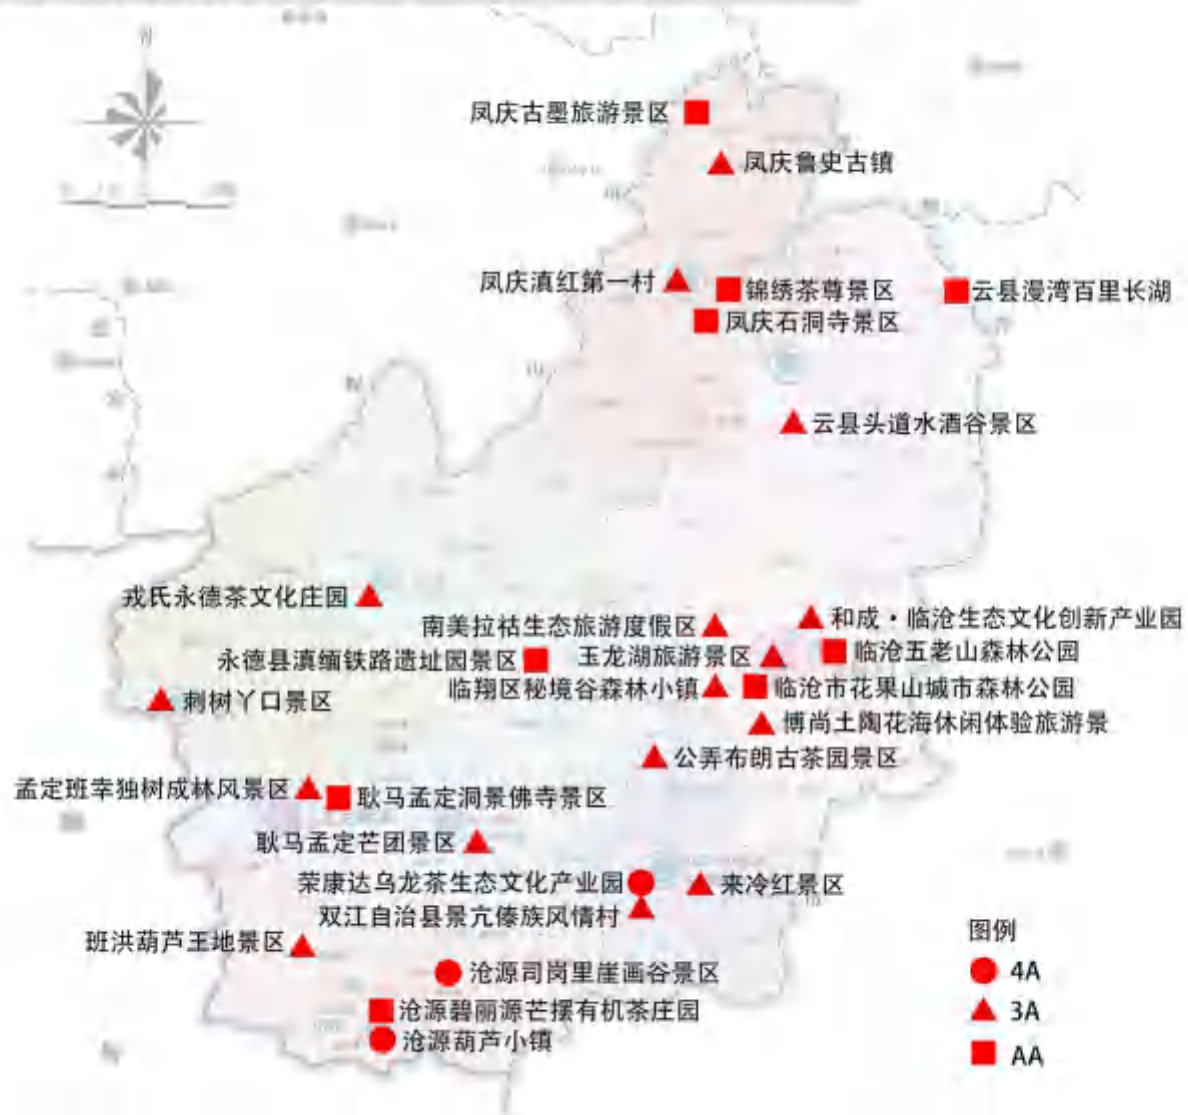 N
凤庆古墨旅游景区
凤庆鲁史古镇
凤庆滇红第一村
锦绣茶尊景区
云县漫湾百里长湖
凤庆石洞寺景区
云县头道水酒谷景区
戎氏永德茶文化庄园
南美拉祜生态旅游度假区
和成·临沧生态文化创新产业园
永德县滇缅铁路遗址园景区
玉龙湖旅游景区
临沧五老山森林公园
临翔区秘境谷森林小镇
临沧市花果山城市森林公园
刺树丫口景区
博尚土陶花海休闲体验旅游景
公弄布朗古茶园景区
孟定班幸独树成林风景区
耿马孟定洞景佛寺景区
耿马孟定芒团景区
荣康达乌龙茶生态文化产业园
来冷红景区
双江自治县景亢傣族风情村
班洪葫芦王地景区
沧源司岗里崖画谷景区
沧源碧丽源芒摆有机茶庄园
沧源葫芦小镇
图例
4A
3A
AA